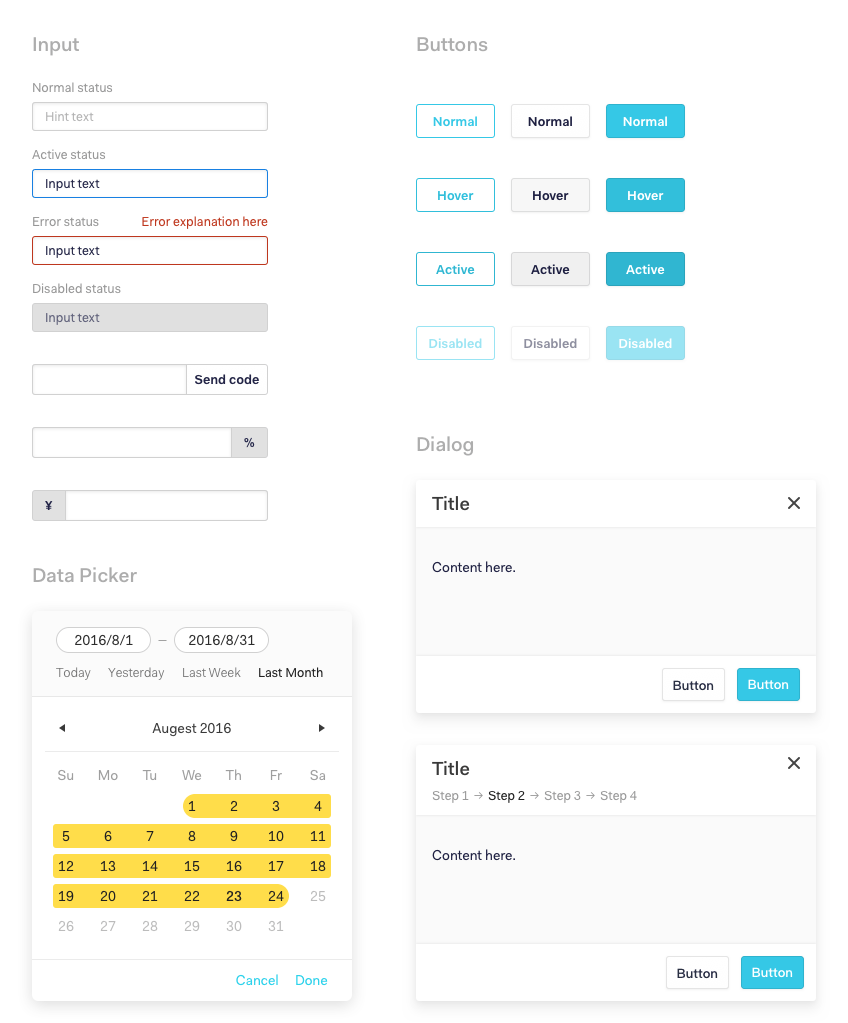 Input
Normal status
Hint text
Active status
Input text
Error status Error explanation here
Input text
Disabled status
Input text
Send code
%
¥
Data Picker
2016/8/1 – 2016/8/31
Today Yesterday Last Week Last Month
Augest 2016
Su Mo Tu We Th Fr Sa
1 2 3 4
5 6 7 8 9 10 11
12 13 14 15 16 17 18
19 20 21 22 23 24 25
26 27 28 29 30 31
Cancel Done
Buttons
Normal Normal Normal
Hover Hover Hover
Active Active Active
Disabled Disabled Disabled
Dialog
Title
Content here.
Button Button
Title
Step 1 → Step 2 → Step 3 → Step 4
Content here.
Button Button